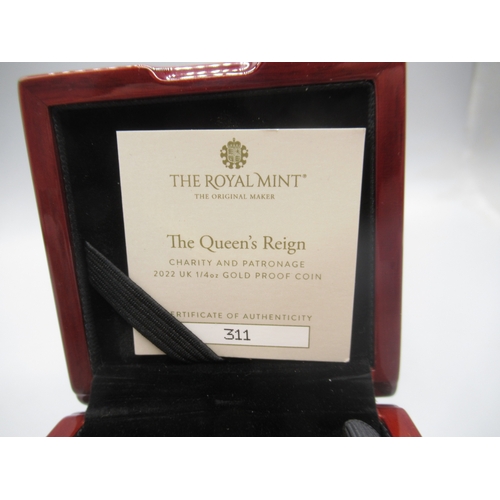 THE ROYAL MINT®
THE ORIGINAL MAKER
The Queen's Reign
CHARITY AND PATRONAGE
2022 UK 1/4oz GOLD PROOF COIN
CERTIFICATE OF AUTHENTICITY
311